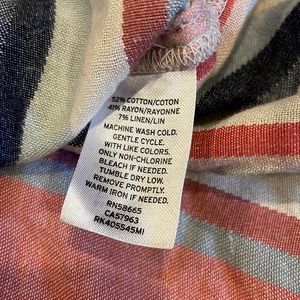 52% COTTON/COTON
41% RAYON/RAYONNE
7% LINEN/LIN
MACHINE WASH COLD.
GENTLE CYCLE.
WITH LIKE COLORS.
ONLY NON-CHLORINE
BLEACH IF NEEDED.
TUMBLE DRY LOW.
REMOVE PROMPTLY.
WARM IRON IF NEEDED.
RN58665
CA57963
RK405545MI